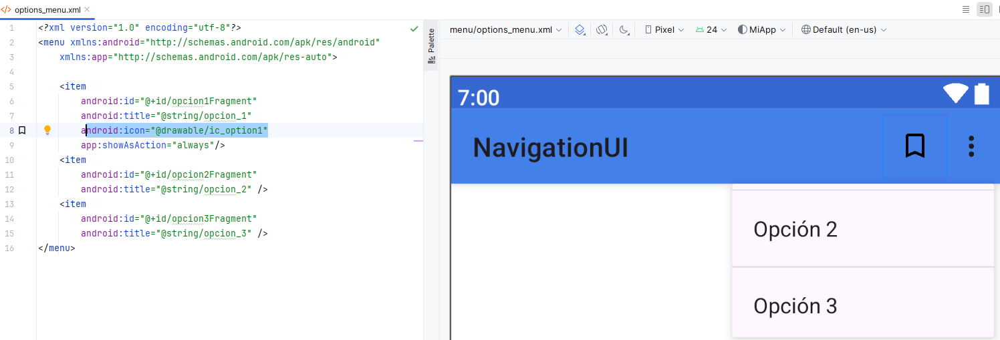 options_menu.xml
1 <?xml version="1.0" encoding="utf-8"?>
2 <menu xmlns:android="http://schemas.android.com/apk/res/android"
3 xmlns:app="http://schemas.android.com/apk/res-auto">
4
5 <item
6 android:id="@+id/opcion1Fragment"
7 android:title="@string/opcion_1"
8 android:icon="@drawable/ic_option1"
9 app:showAsAction="always"/>
10 <item
11 android:id="@+id/opcion2Fragment"
12 android:title="@string/opcion_2" />
13 <item
14 android:id="@+id/opcion3Fragment"
15 android:title="@string/opcion_3" />
16 </menu>
Palette
menu/options_menu.xml Pixel 24 MiApp Default (en-us)
7:00
NavigationUI
Opción 2
Opción 3